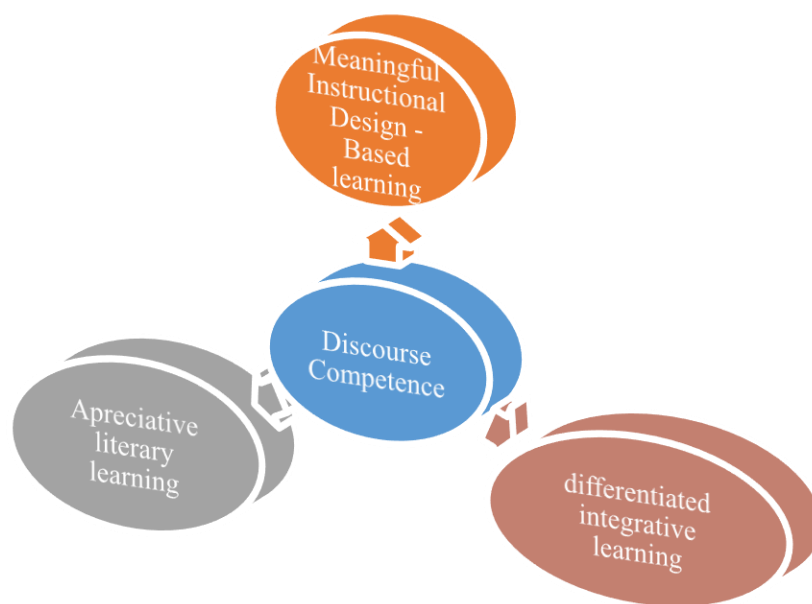 Meaningful
Instructional
Design -
Based
learning
Discourse
Competence
Apreciative
literary
learning
differentiated
integrative
learning